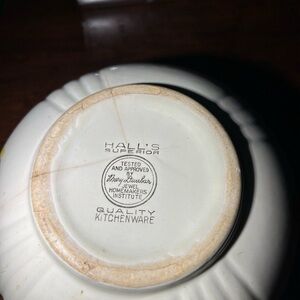 HALL'S
SUPERIOR
TESTED
AND APPROVED
BY
Mary Dunbar
JEWEL
HOMEMAKERS
INSTITUTE
QUALITY
KITCHENWARE